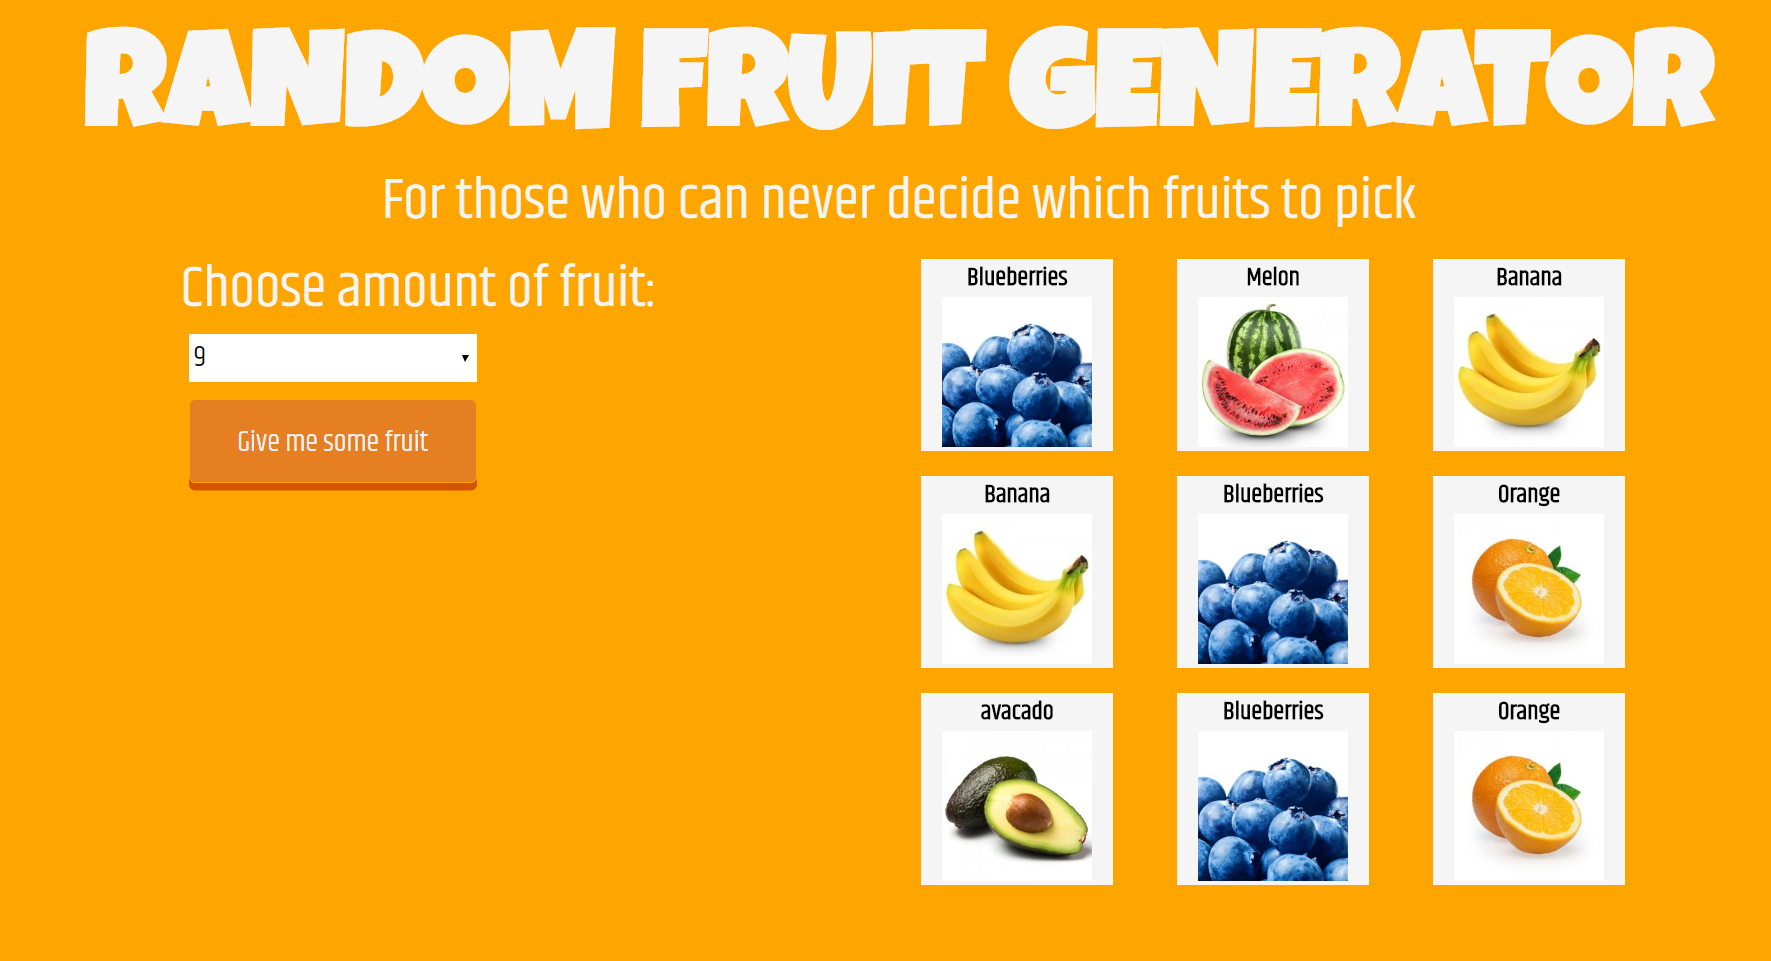 RANDOM FRUIT GENERATOR
For those who can never decide which fruits to pick
Choose amount of fruit:
9
Give me some fruit
Blueberries
Melon
Banana
Banana
Blueberries
Orange
avacado
Blueberries
Orange